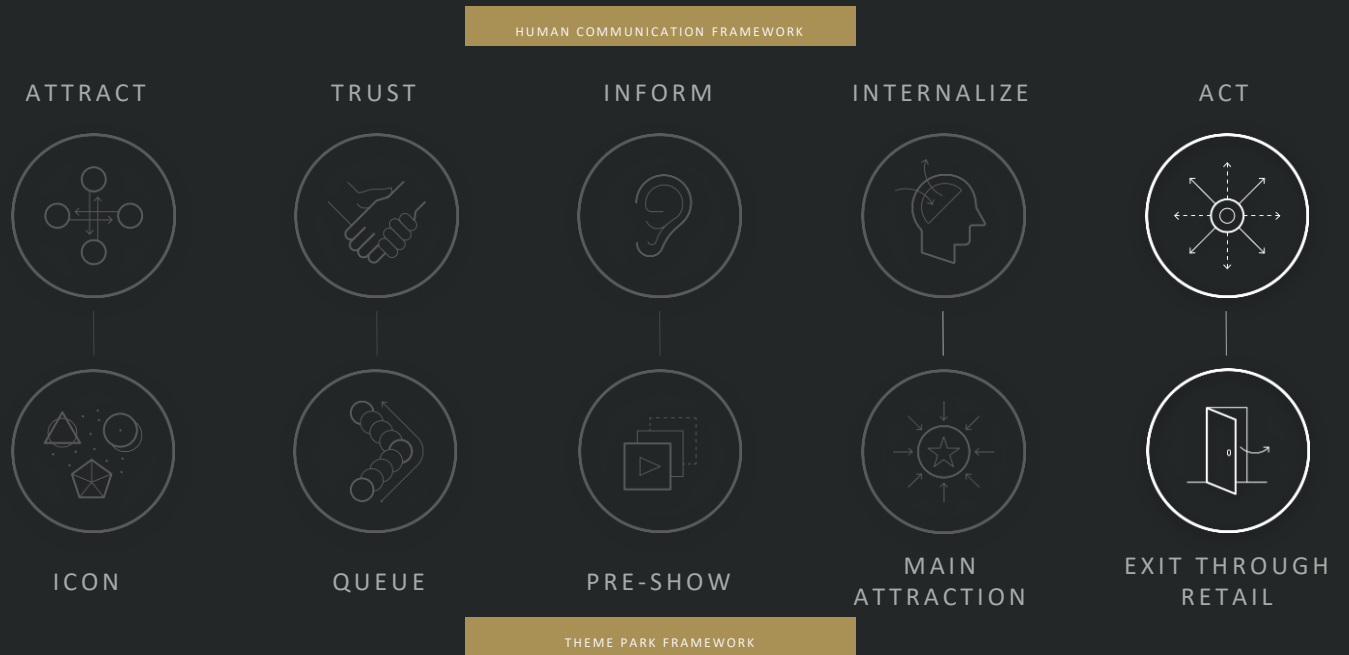 HUMAN COMMUNICATION FRAMEWORK
ATTRACT
TRUST
INFORM
INTERNALIZE
ACT
ICON
QUEUE
PRE-SHOW
MAIN
ATTRACTION
EXIT THROUGH
RETAIL
THEME PARK FRAMEWORK